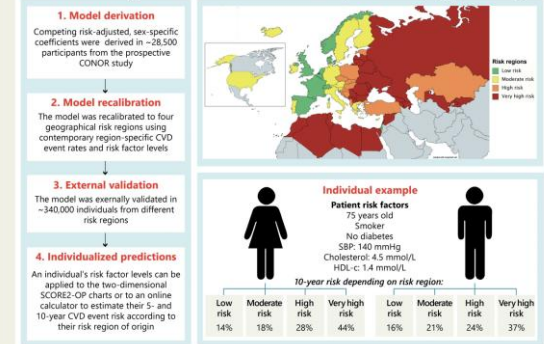 1. Model derivation
Competing risk-adjusted, sex-specific
coefficients were derived in ~28,500
participants from the prospective
CONOR study
2. Model recalibration
The model was recalibrated to four
geographical risk regions using
contemporary region-specific CVD
event rates and risk factor levels
3. External validation
The model was exernally validated in
~340,000 individuals from different
risk regions
4. Individualized predictions
An individual's risk factor levels can be
applied to the two-dimensional
SCORE2-OP charts or to an online
calculator to estimate their 5- and
10-year CVD event risk according to
their risk region of origin
Risk regions
Low risk
Moderate risk
High risk
Very high risk
Individual example
Patient risk factors
75 years old
Smoker
No diabetes
SBP: 140 mmHg
Cholesterol: 4.5 mmol/L
HDL-c: 1.4 mmol/L
10-year risk depending on risk region:
Low risk Moderate risk High risk Very high risk Low risk Moderate risk High risk Very high risk
14% 18% 28% 44% 16% 21% 24% 37%